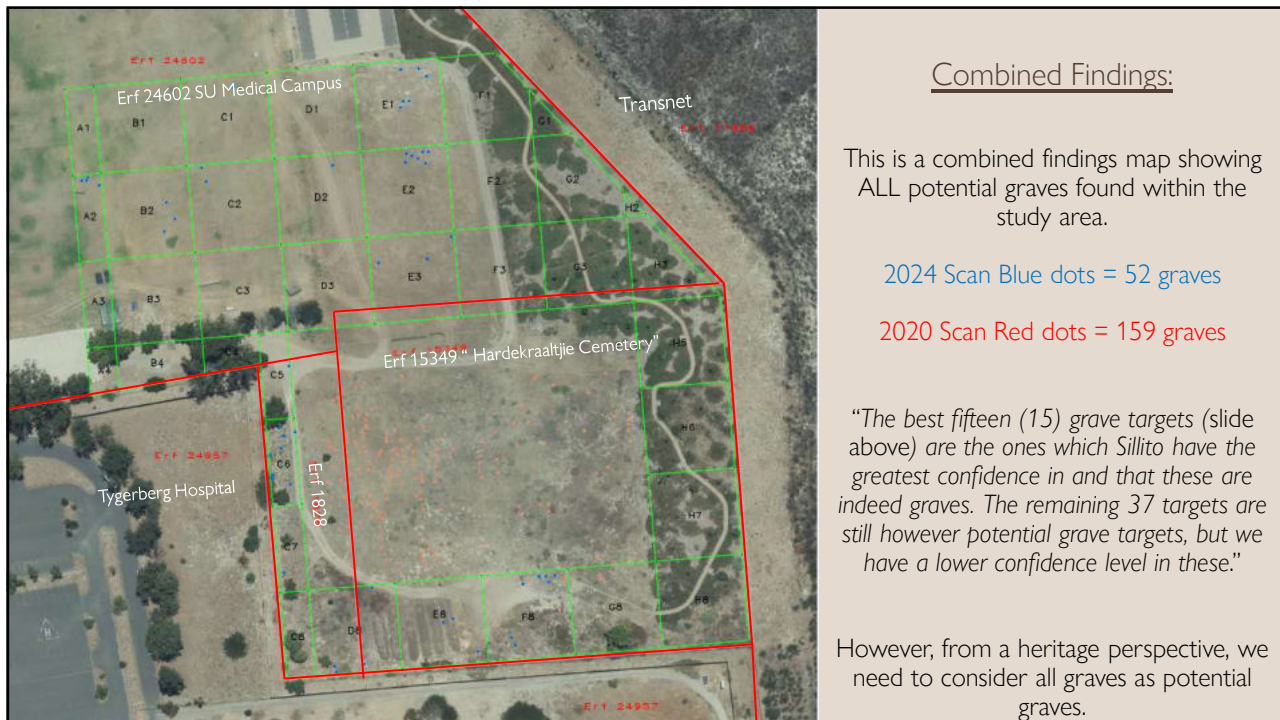 Erf 24602
Erf 24602 SU Medical Campus
Transnet
A1
B1
C1
D1
E1
F1
G1
A2
B2
C2
D2
E2
F2
G2
H2
A3
B3
C3
D3
E3
F3
G3
H3
A4
B4
Erf 15349 " Hardekraaltjie Cemetery"
C5
H5
C6
H6
Erf 24957
Tygerberg Hospital
Erf 1828
C7
H7
C8
D8
E8
F8
G8
H8
Erf 24957
Combined Findings:
This is a combined findings map showing
ALL potential graves found within the
study area.
2024 Scan Blue dots = 52 graves
2020 Scan Red dots = 159 graves
“The best fifteen (15) grave targets (slide
above) are the ones which Sillito have the
greatest confidence in and that these are
indeed graves. The remaining 37 targets are
still however potential grave targets, but we
have a lower confidence level in these.”
However, from a heritage perspective, we
need to consider all graves as potential
graves.